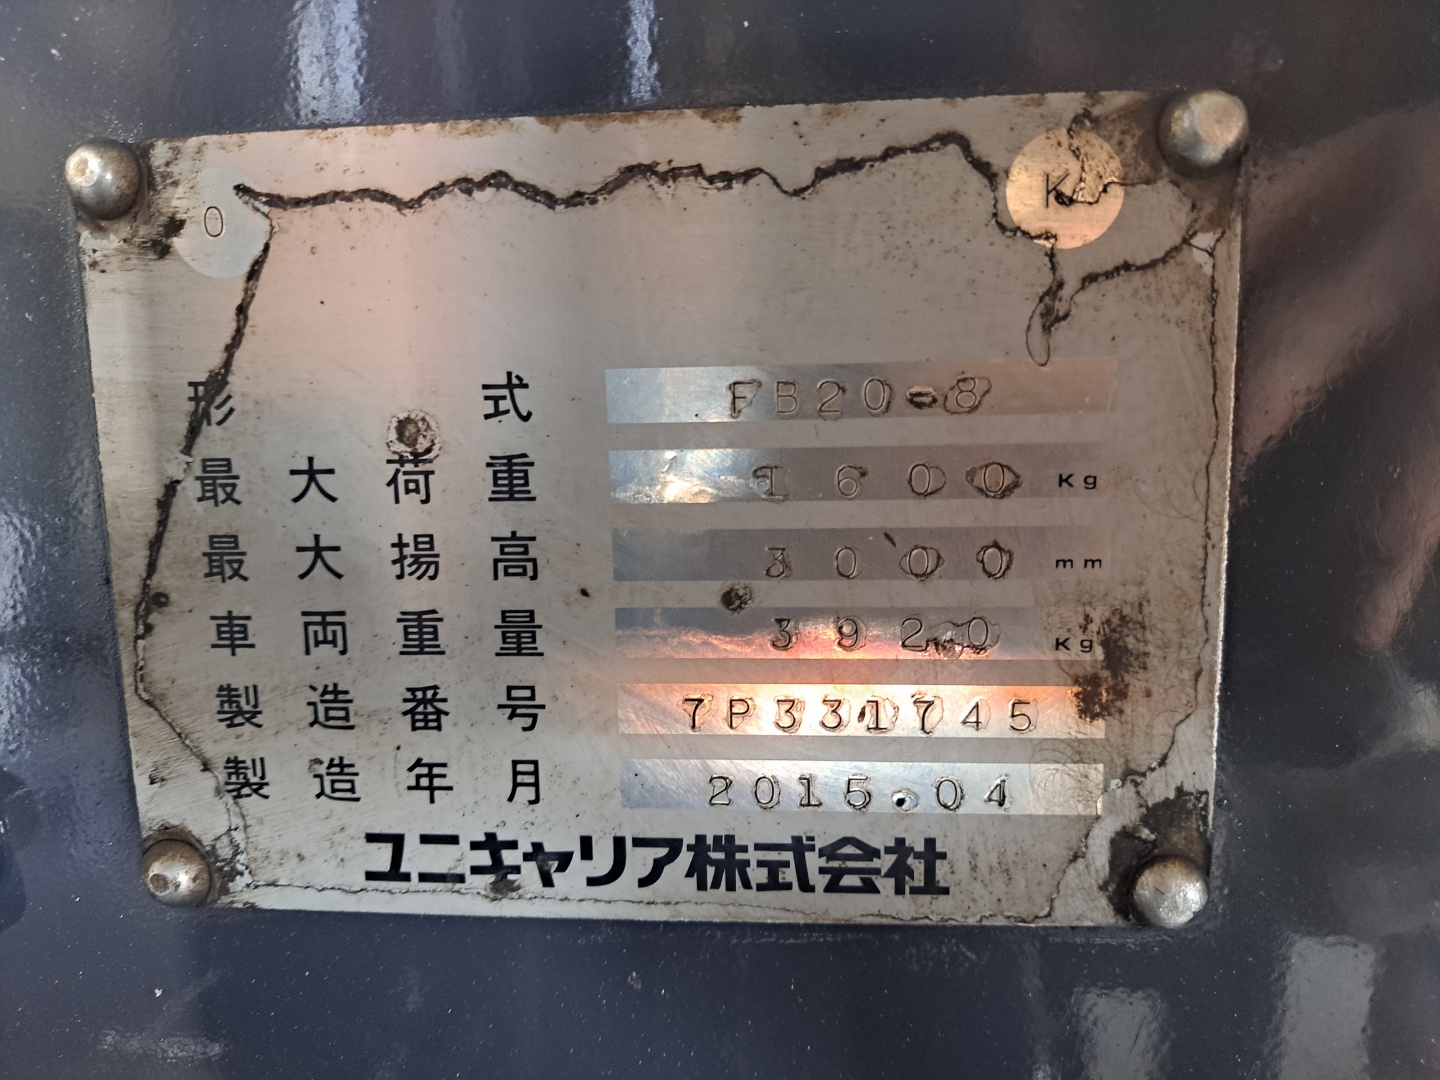 O K
形式 FB20-8
最大荷重 1600 Kg
最大揚高 3000 mm
車両重量 3920 Kg
製造番号 7P331745
製造年月 2015.04
ユニキャリア株式会社